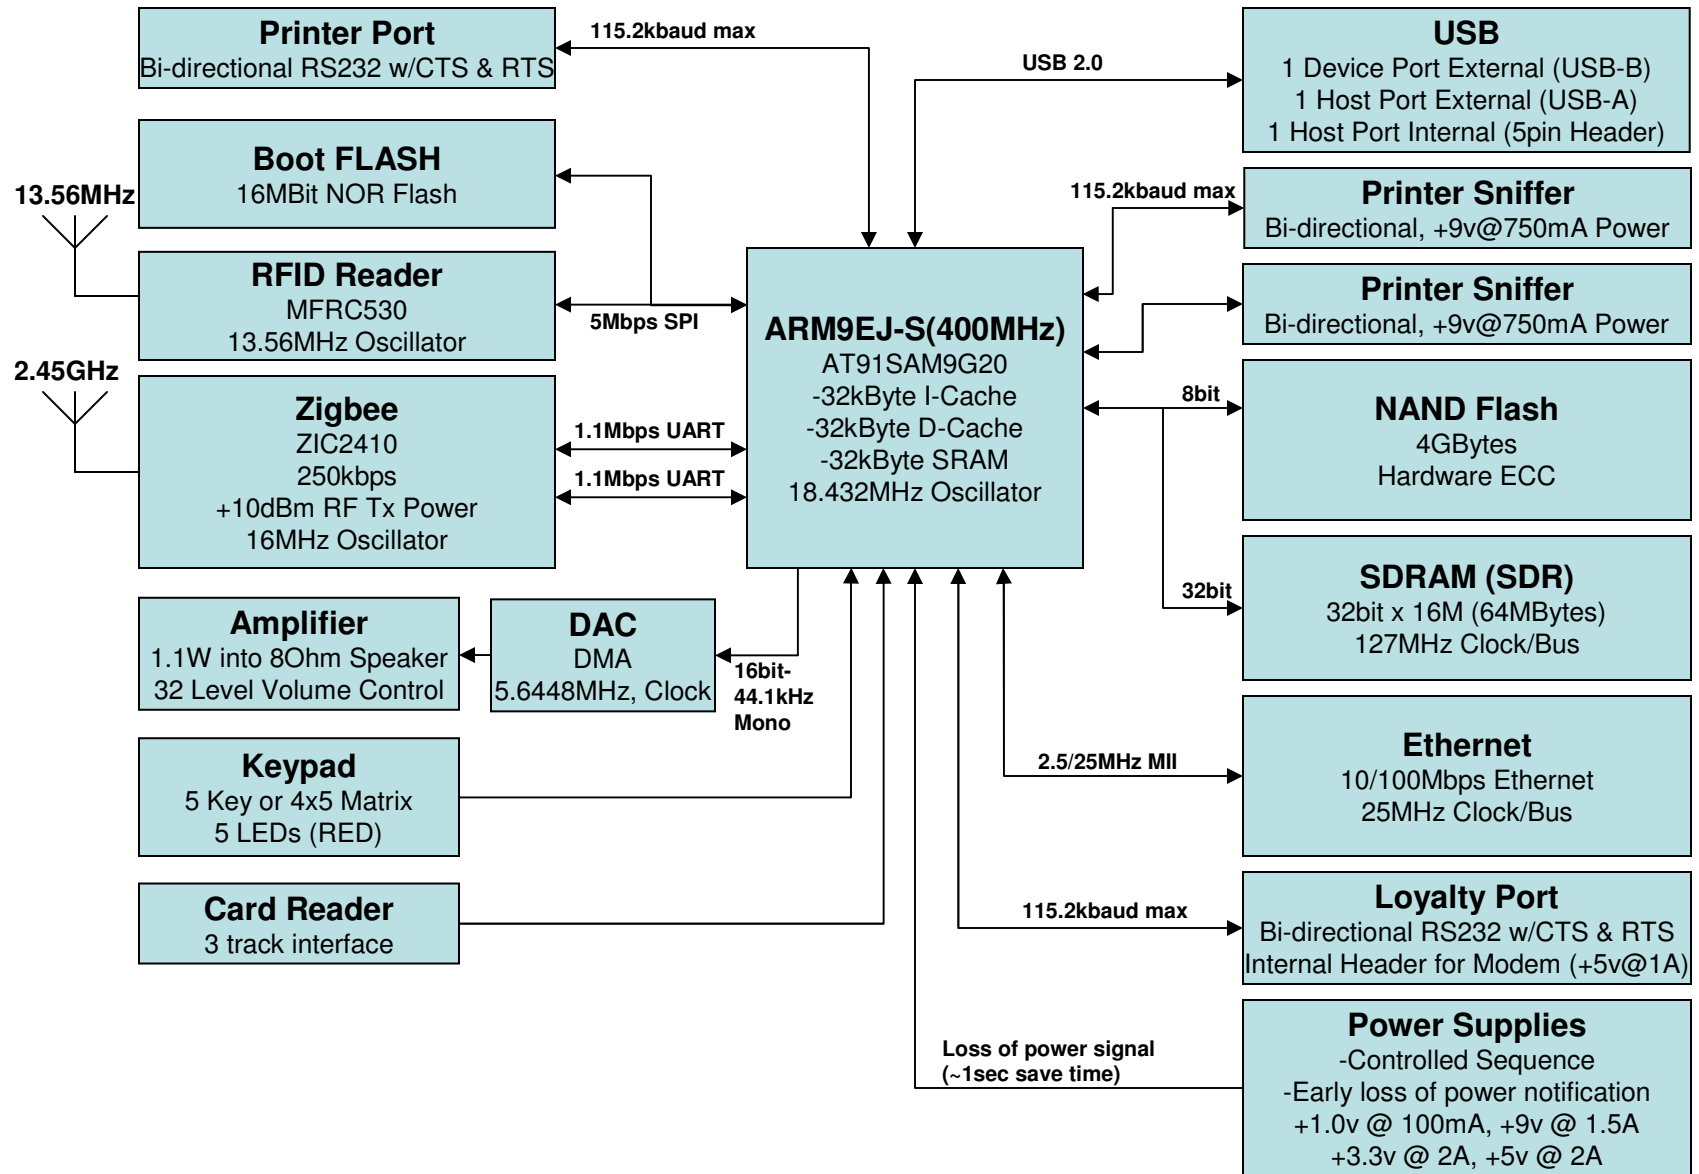 Printer Port
Bi-directional RS232 w/CTS & RTS
115.2kbaud max
Boot FLASH
16MBit NOR Flash
13.56MHz
RFID Reader
MFRC530
13.56MHz Oscillator
5Mbps SPI
2.45GHz
Zigbee
ZIC2410
250kbps
+10dBm RF Tx Power
16MHz Oscillator
1.1Mbps UART
1.1Mbps UART
Amplifier
1.1W into 8Ohm Speaker
32 Level Volume Control
DAC
DMA
5.6448MHz, Clock
16bit-
44.1kHz
Mono
Keypad
5 Key or 4x5 Matrix
5 LEDs (RED)
Card Reader
3 track interface
ARM9EJ-S(400MHz)
AT91SAM9G20
-32kByte I-Cache
-32kByte D-Cache
-32kByte SRAM
18.432MHz Oscillator
USB 2.0
USB
1 Device Port External (USB-B)
1 Host Port External (USB-A)
1 Host Port Internal (5pin Header)
115.2kbaud max
Printer Sniffer
Bi-directional, +9v@750mA Power
Printer Sniffer
Bi-directional, +9v@750mA Power
8bit
NAND Flash
4GBytes
Hardware ECC
32bit
SDRAM (SDR)
32bit x 16M (64MBytes)
127MHz Clock/Bus
2.5/25MHz MII
Ethernet
10/100Mbps Ethernet
25MHz Clock/Bus
115.2kbaud max
Loyalty Port
Bi-directional RS232 w/CTS & RTS
Internal Header for Modem (+5v@1A)
Loss of power signal
(~1sec save time)
Power Supplies
-Controlled Sequence
-Early loss of power notification
+1.0v @ 100mA, +9v @ 1.5A
+3.3v @ 2A, +5v @ 2A